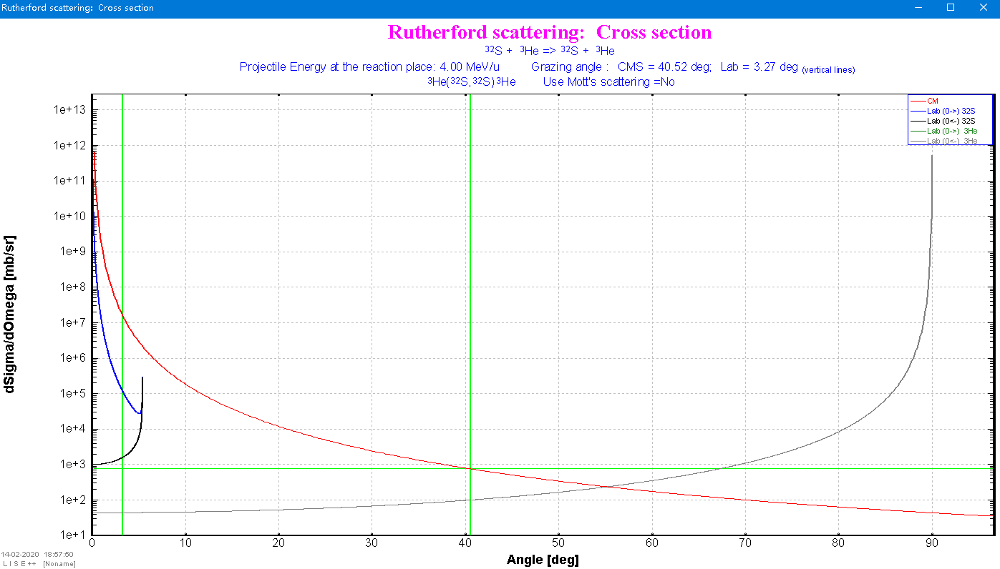 Rutherford scattering: Cross section
Rutherford scattering: Cross section
³²S + ³He => ³²S + ³He
Projectile Energy at the reaction place: 4.00 MeV/u Grazing angle : CMS = 40.52 deg; Lab = 3.27 deg (vertical lines)
³He(³²S,³²S)³He Use Mott's scattering =No
CM
Lab (0->) 32S
Lab (0<-) 32S
Lab (0->) 3He
Lab (0<-) 3He
1e+13
1e+12
1e+11
1e+10
1e+9
1e+8
1e+7
1e+6
1e+5
1e+4
1e+3
1e+2
1e+1
dSigma/dOmega [mb/sr]
0 10 20 30 40 50 60 70 80 90
Angle [deg]
14-02-2020 18:57:50
L I S E ++ [Noname]